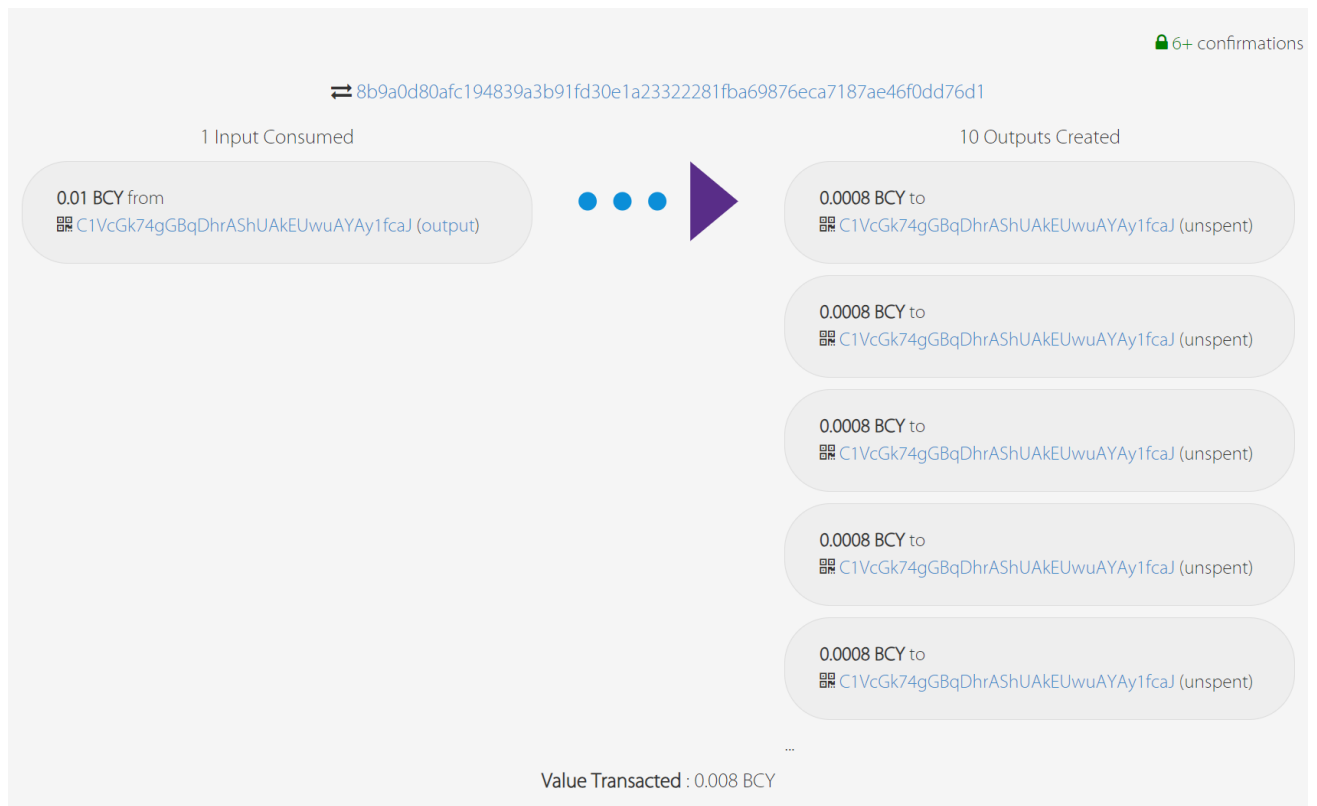 6+ confirmations
8b9a0d80afc194839a3b91fd30e1a23322281fba69876eca7187ae46f0dd76d1
1 Input Consumed
10 Outputs Created
0.01 BCY from
C1VcGk74gGBqDhrAShUAkEUwuAYAy1fcaJ (output)
0.0008 BCY to
C1VcGk74gGBqDhrAShUAkEUwuAYAy1fcaJ (unspent)
0.0008 BCY to
C1VcGk74gGBqDhrAShUAkEUwuAYAy1fcaJ (unspent)
0.0008 BCY to
C1VcGk74gGBqDhrAShUAkEUwuAYAy1fcaJ (unspent)
0.0008 BCY to
C1VcGk74gGBqDhrAShUAkEUwuAYAy1fcaJ (unspent)
0.0008 BCY to
C1VcGk74gGBqDhrAShUAkEUwuAYAy1fcaJ (unspent)
...
Value Transacted : 0.008 BCY